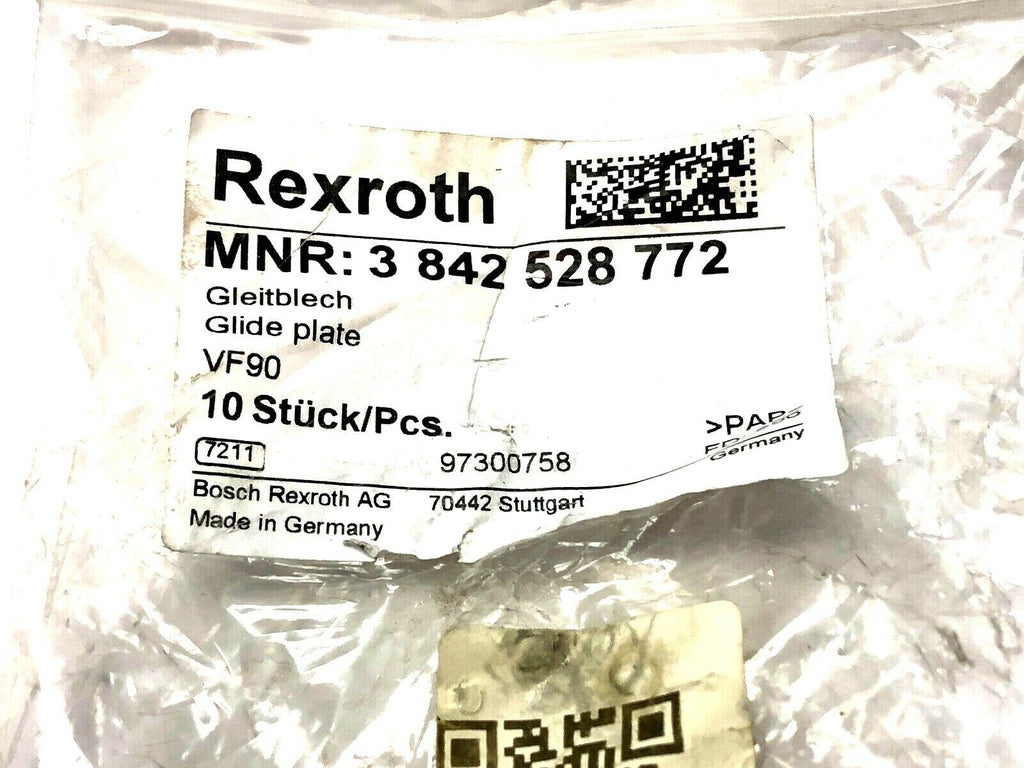 Rexroth
MNR: 3 842 528 772
Gleitblech
Glide plate
VF90
10 Stück/Pcs.
7211
97300758
Germany
Bosch Rexroth AG 70442 Stuttgart
Made in Germany